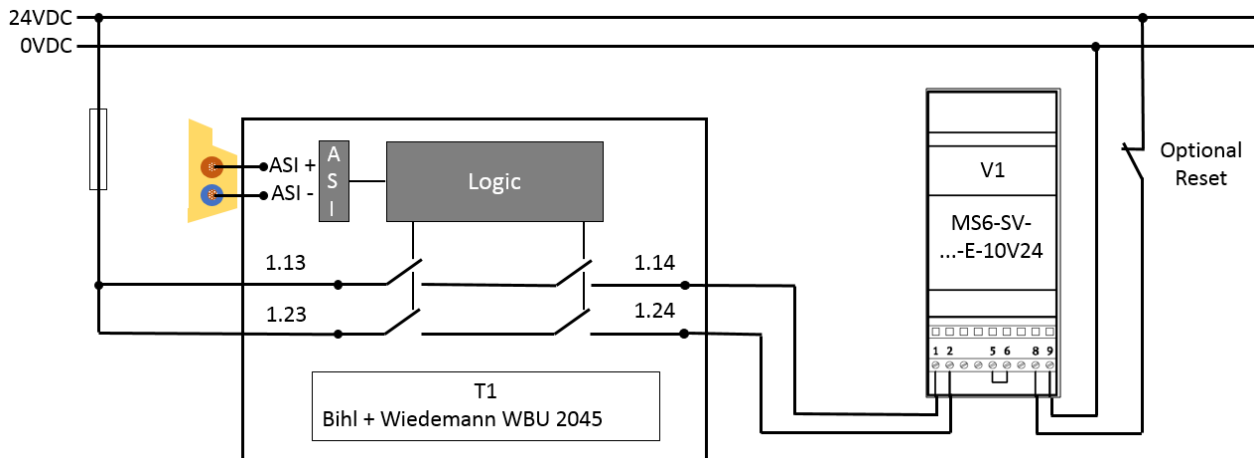 24VDC
0VDC
ASI +
ASI -
A
S
I
Logic
1.13
1.14
1.23
1.24
T1
Bihl + Wiedemann WBU 2045
V1
MS6-SV-
...-E-10V24
1 2 5 6 8 9
Optional
Reset